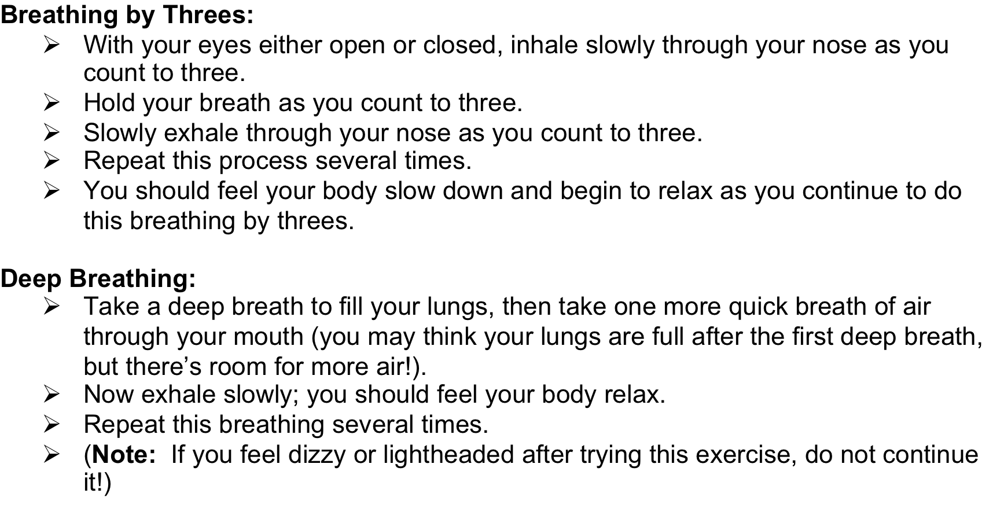 Breathing by Threes:
➢ With your eyes either open or closed, inhale slowly through your nose as you
count to three.
➢ Hold your breath as you count to three.
➢ Slowly exhale through your nose as you count to three.
➢ Repeat this process several times.
➢ You should feel your body slow down and begin to relax as you continue to do
this breathing by threes.
Deep Breathing:
➢ Take a deep breath to fill your lungs, then take one more quick breath of air
through your mouth (you may think your lungs are full after the first deep breath,
but there’s room for more air!).
➢ Now exhale slowly; you should feel your body relax.
➢ Repeat this breathing several times.
➢ (Note:  If you feel dizzy or lightheaded after trying this exercise, do not continue
it!)